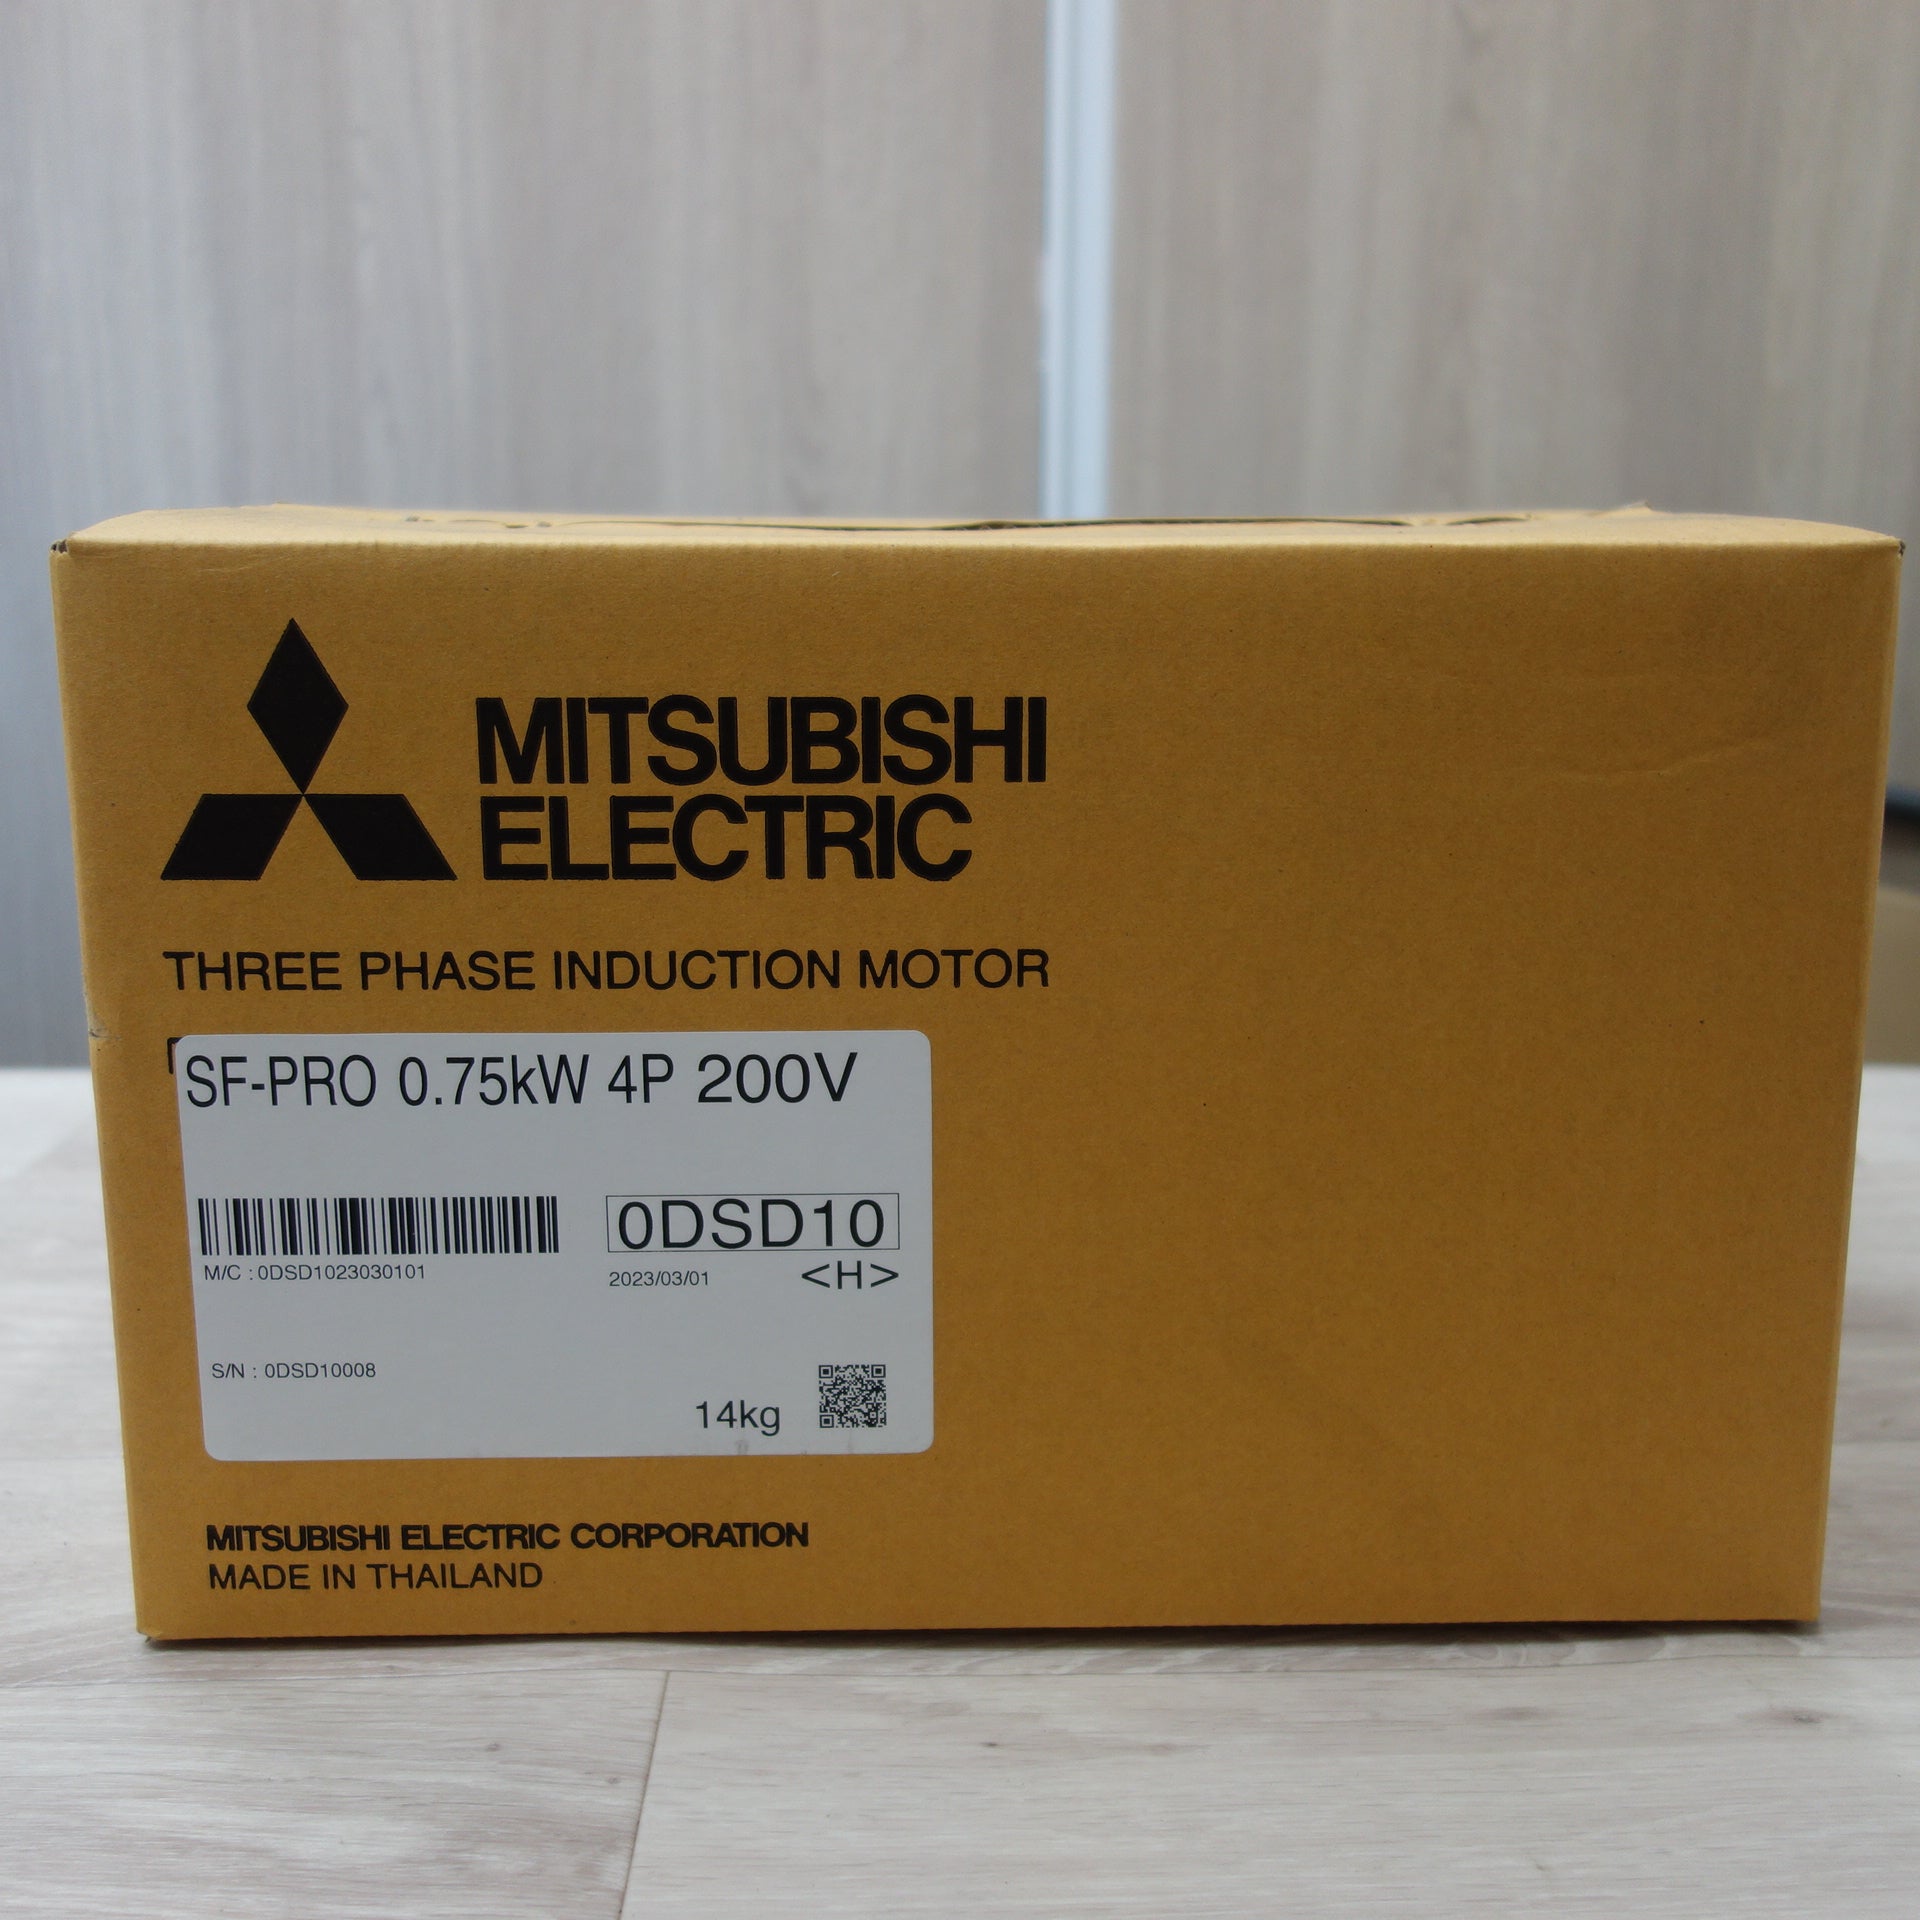 MITSUBISHI
ELECTRIC
THREE PHASE INDUCTION MOTOR
SF-PRO 0.75kW 4P 200V
0DSD10
M/C : 0DSD1023030101
2023/03/01 <H>
S/N : 0DSD10008
14kg
MITSUBISHI ELECTRIC CORPORATION
MADE IN THAILAND